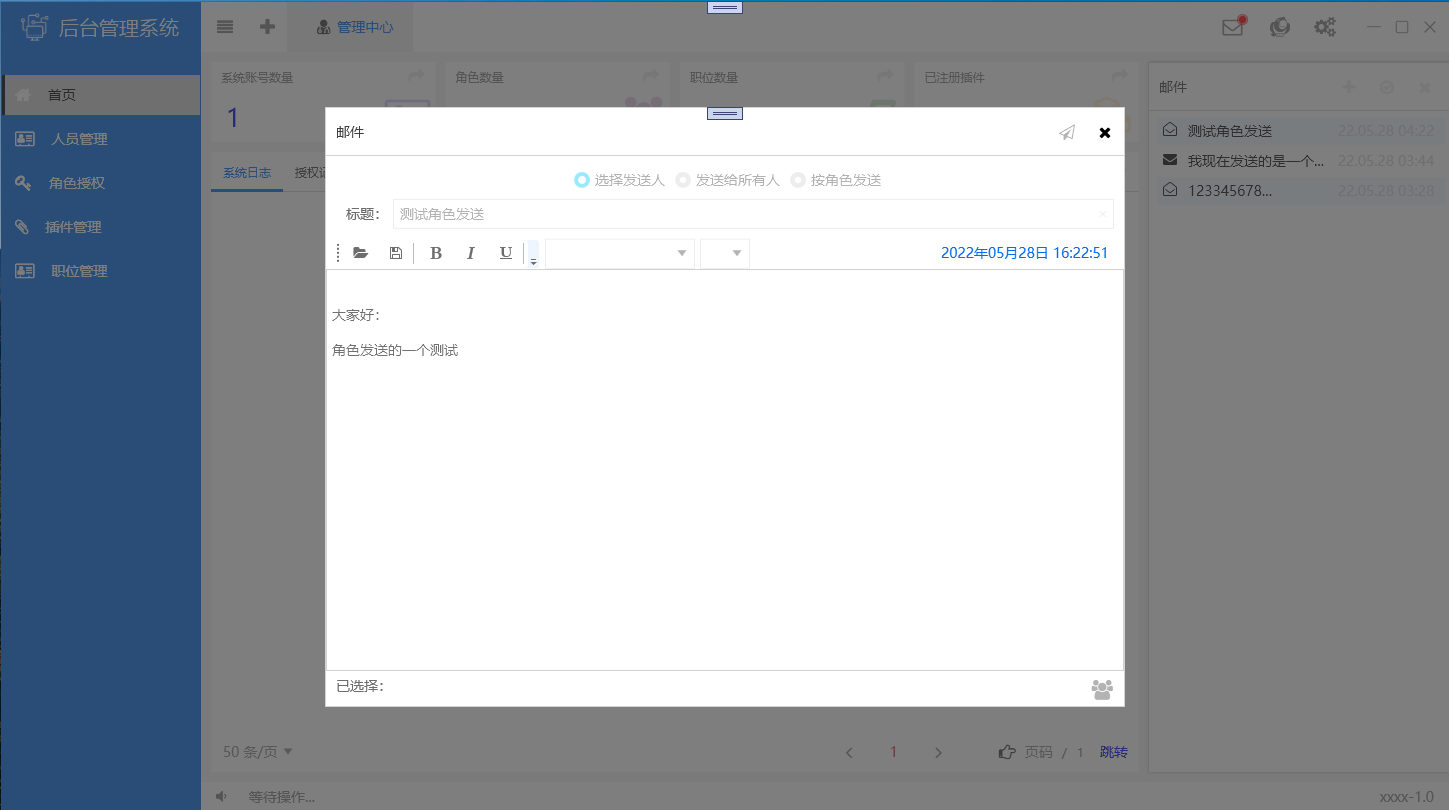 后台管理系统
管理中心
首页
人员管理
角色授权
插件管理
职位管理
系统账号数量
1
角色数量
职位数量
已注册插件
系统日志
邮件
测试角色发送 22.05.28 04:22
我现在发送的是一个... 22.05.28 03:44
123345678... 22.05.28 03:28
邮件
选择发送人 发送给所有人 按角色发送
标题: 测试角色发送
B I U
2022年05月28日 16:22:51
大家好:
角色发送的一个测试
已选择:
50 条/页
1
页码 / 1 跳转
等待操作...
xxxx-1.0